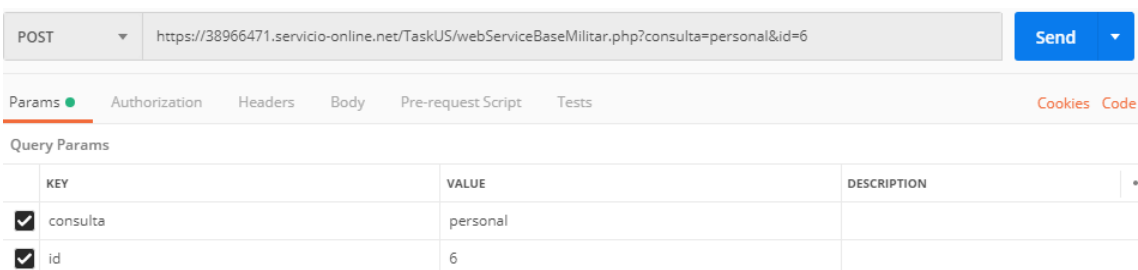 POST https://38966471.servicio-online.net/TaskUS/webServiceBaseMilitar.php?consulta=personal&id=6 Send
Params Authorization Headers Body Pre-request Script Tests Cookies Code
Query Params
KEY VALUE DESCRIPTION
consulta personal
id 6